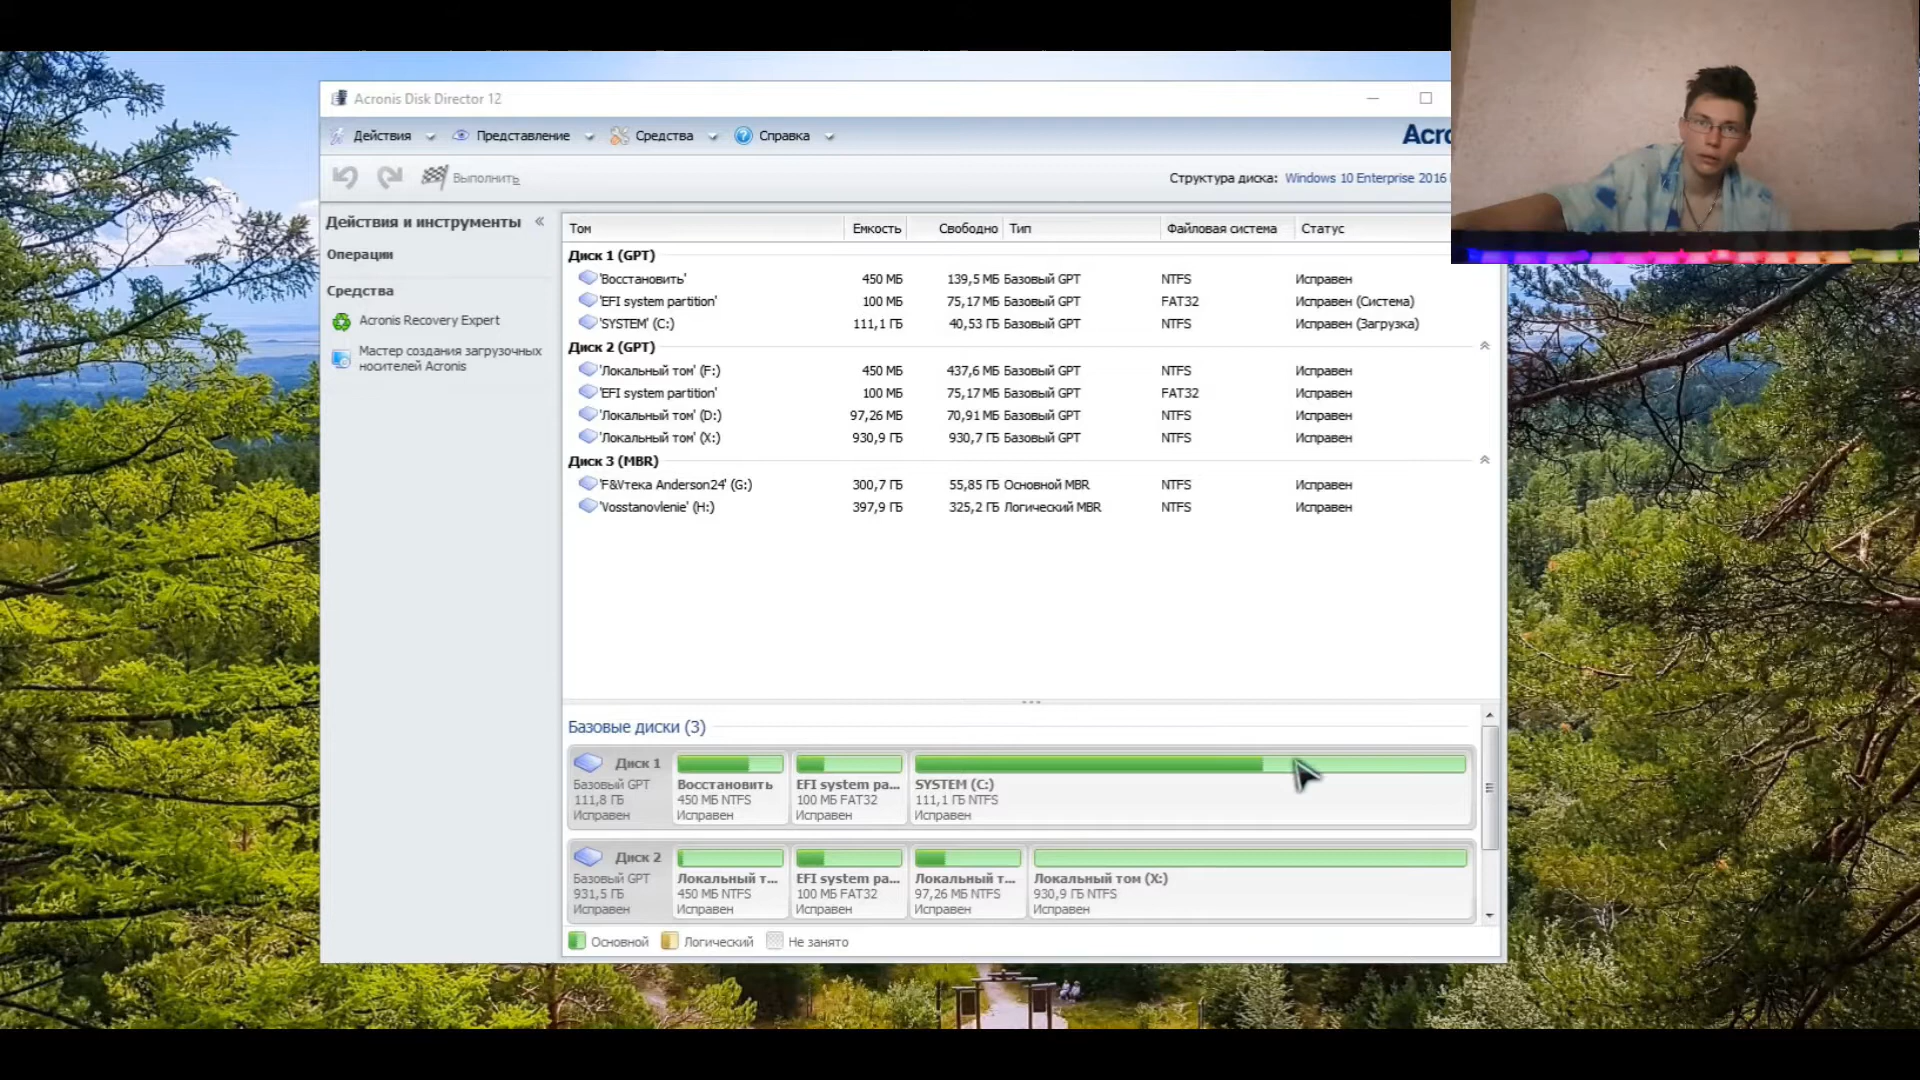 Acronis Disk Director 12
Действия Представление Средства Справка
Acro
Выполнить
Структура диска: Windows 10 Enterprise 2016
Действия и инструменты «
Операции
Средства
Acronis Recovery Expert
Мастер создания загрузочных
носителей Acronis
Том Емкость Свободно Тип Файловая система Статус
Диск 1 (GPT)
'Восстановить' 450 МБ 139,5 МБ Базовый GPT NTFS Исправен
'EFI system partition' 100 МБ 75,17 МБ Базовый GPT FAT32 Исправен (Система)
'SYSTEM' (C:) 111,1 ГБ 40,53 ГБ Базовый GPT NTFS Исправен (Загрузка)
Диск 2 (GPT)
'Локальный том' (F:) 450 МБ 437,6 МБ Базовый GPT NTFS Исправен
'EFI system partition' 100 МБ 75,17 МБ Базовый GPT FAT32 Исправен
'Локальный том' (D:) 97,26 МБ 70,91 МБ Базовый GPT NTFS Исправен
'Локальный том' (X:) 930,9 ГБ 930,7 ГБ Базовый GPT NTFS Исправен
Диск 3 (MBR)
'F&Vтека Anderson24' (G:) 300,7 ГБ 55,85 ГБ Основной MBR NTFS Исправен
'Vosstanovlenie' (H:) 397,9 ГБ 325,2 ГБ Логический MBR NTFS Исправен
Базовые диски (3)
Диск 1
Базовый GPT
111,8 ГБ
Исправен
Восстановить
450 МБ NTFS
Исправен
EFI system pa...
100 МБ FAT32
Исправен
SYSTEM (C:)
111,1 ГБ NTFS
Исправен
Диск 2
Базовый GPT
931,5 ГБ
Исправен
Локальный т...
450 МБ NTFS
Исправен
EFI system pa...
100 МБ FAT32
Исправен
Локальный т...
97,26 МБ NTFS
Исправен
Локальный том (X:)
930,9 ГБ NTFS
Исправен
Основной Логический Не занято